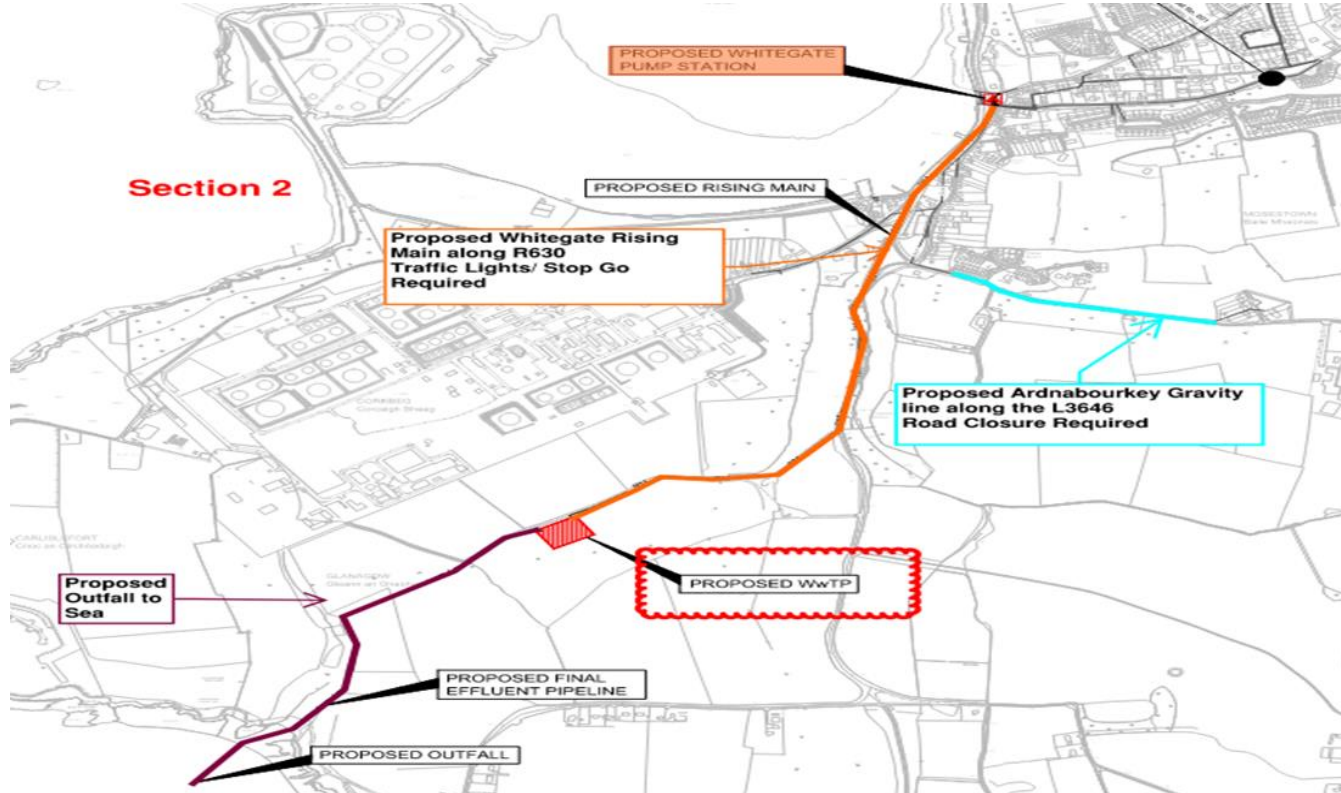 PROPOSED WHITEGATE
PUMP STATION
Section 2
PROPOSED RISING MAIN
Proposed Whitegate Rising
Main along R630
Traffic Lights/ Stop Go
Required
Proposed Ardnabourkey Gravity
line along the L3646
Road Closure Required
PROPOSED WwTP
Proposed
Outfall to
Sea
PROPOSED FINAL
EFFLUENT PIPELINE
PROPOSED OUTFALL